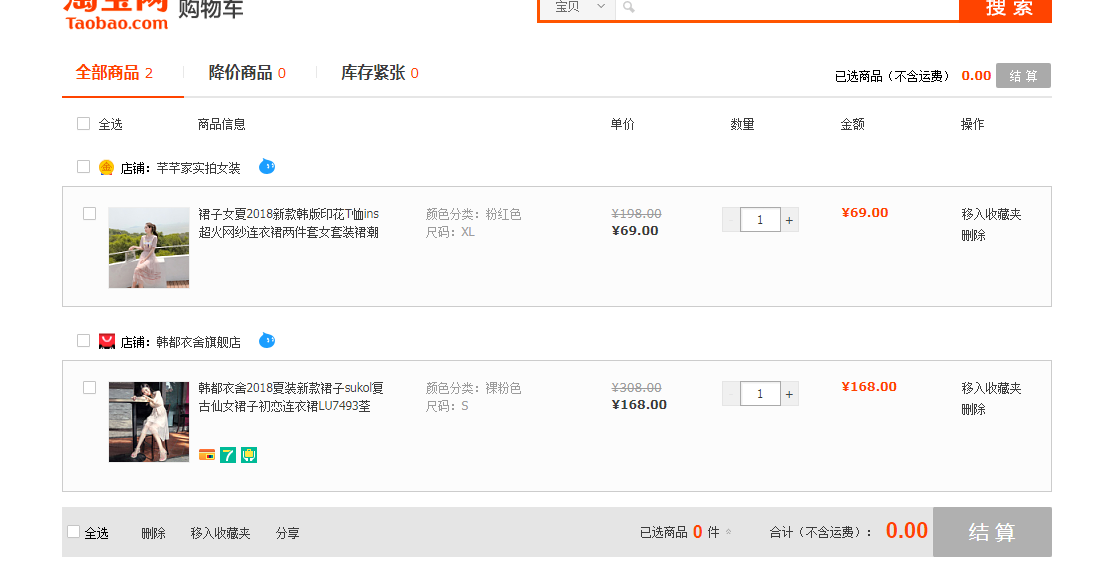 淘宝网
Taobao.com
购物车
宝贝
搜 索
全部商品 2
降价商品 0
库存紧张 0
已选商品（不含运费） 0.00 结 算
全选 商品信息 单价 数量 金额 操作
店铺：芊芊家实拍女装
裙子女夏2018新款韩版印花T恤ins
超火网纱连衣裙两件套女套装裙潮
颜色分类：粉红色
尺码：XL
¥198.00
¥69.00
- 1 +
¥69.00
移入收藏夹
删除
店铺：韩都衣舍旗舰店
韩都衣舍2018夏装新款裙子sukol夏
古仙女裙子初恋连衣裙LU7493荃
7
颜色分类：裸粉色
尺码：S
¥308.00
¥168.00
- 1 +
¥168.00
移入收藏夹
删除
全选 删除 移入收藏夹 分享 已选商品 0 件 合计（不含运费）： 0.00 结 算